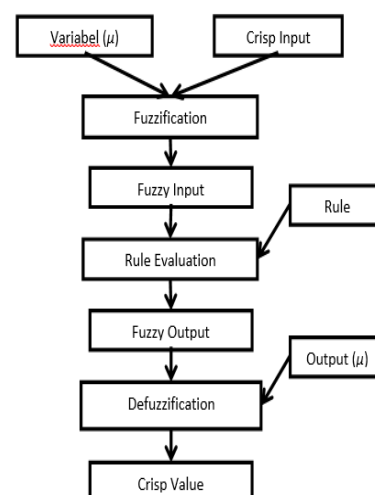 Variabel (μ)
Crisp Input
Fuzzification
Fuzzy Input
Rule
Rule Evaluation
Fuzzy Output
Output (μ)
Defuzzification
Crisp Value